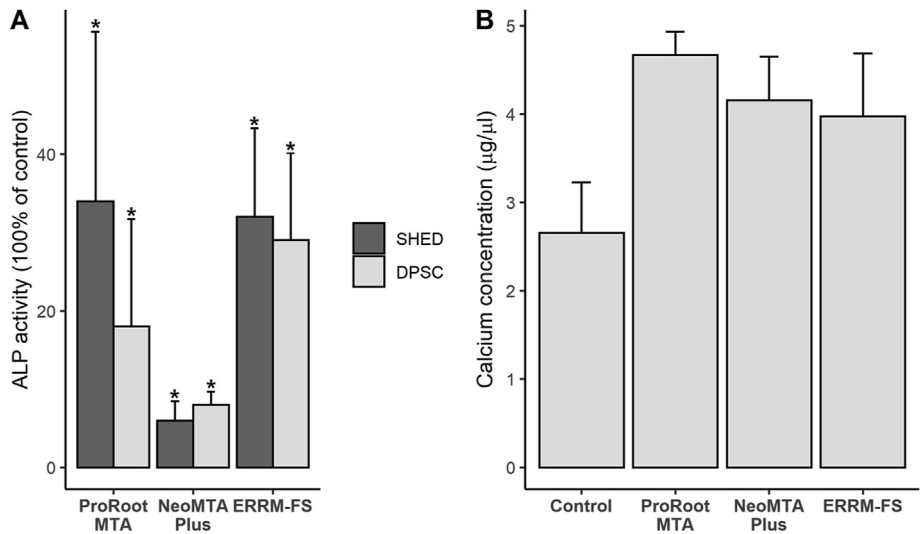 A
ALP activity (100% of control)
40
20
0
*
*
*
*
*
*
ProRoot
MTA
NeoMTA
Plus
ERRM-FS
SHED
DPSC
B
Calcium concentration (µg/µl)
5
4
3
2
1
0
Control
ProRoot
MTA
NeoMTA
Plus
ERRM-FS